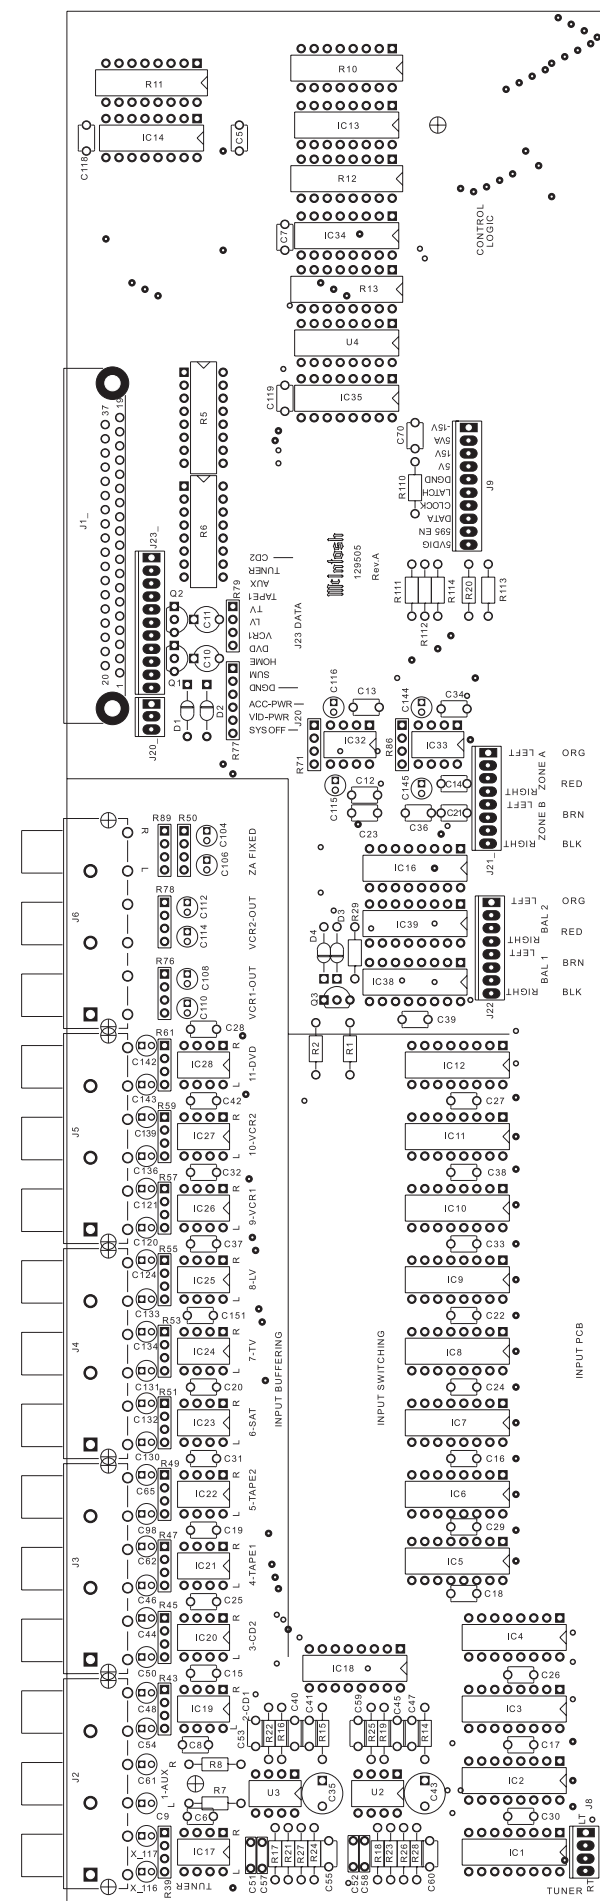 R11
R10
IC14
C118
C5
IC13
R12
C7
IC34
CONTROL
LOGIC
R13
U4
C119
IC35
J1_
37
19
20
1
R5
R6
C70
R110
-15V
5VA
15V
5V
DGND
LATCH
CLOCK
DATA
595 EN
5VDIG
J9
J23_
Q2
C11
C10
Q1
D1
D2
J20_
CD2
TUNER
AUX
TAPE1
TV
LV
VCR1
DVD
HOME
SUM
DGND
ACC-PWR
VID-PWR
SYSOFF
R79
R77
J23 DATA
J20
McIntosh
129505
Rev.A
R111
R112
R114
R20
R113
C116
C13
C144
C34
R71
IC32
R86
IC33
C115
C12
C23
C145
C14
C36
C21
LEFT
RIGHT
LEFT
RIGHT
ZONE A
ZONE B
J21_
ORG
RED
BRN
BLK
IC16
IC39
IC38
C39
D4
D3
R29
Q3
R2
R1
LEFT
RIGHT
LEFT
RIGHT
BAL 2
BAL 1
J22
ORG
RED
BRN
BLK
J6
R
L
R89
R50
C104
C106
ZA FIXED
R78
C112
C114
VCR2-OUT
R76
C108
C110
VCR1-OUT
C28
J5
R61
C142
C143
IC28
R
L
11-DVD
C42
R59
C139
C136
IC27
R
L
10-VCR2
C32
R57
C121
C120
IC26
R
L
9-VCR1
C37
J4
R55
C124
C133
IC25
R
L
8-LV
C151
R53
C134
C131
IC24
R
L
7-TV
C20
R51
C132
C130
IC23
R
L
6-SAT
C31
J3
R49
C65
C98
IC22
R
L
5-TAPE2
C19
R47
C62
C46
IC21
R
L
4-TAPE1
C25
R45
C44
C50
IC20
R
L
3-CD2
C15
J2
R43
C48
C54
IC19
R
L
2-CD1
C8
C61
R
L
1-AUX
R8
R7
C9
C6
X_117
X_116
R39
IC17
TUNER
INPUT BUFFERING
INPUT SWITCHING
INPUT PCB
IC12
C27
IC11
C38
IC10
C33
IC9
C22
IC8
C24
IC7
C16
IC6
C29
IC5
C18
IC4
C26
IC3
C17
IC2
C30
IC1
J8
LT
RT
TUNER
IC18
C53
R22
R16
C40
C41
R15
C59
R25
R19
C45
C47
R14
U3
C35
U2
C43
C51
C57
R17
R21
R27
R24
C55
C52
C58
R18
R23
R26
R28
C60